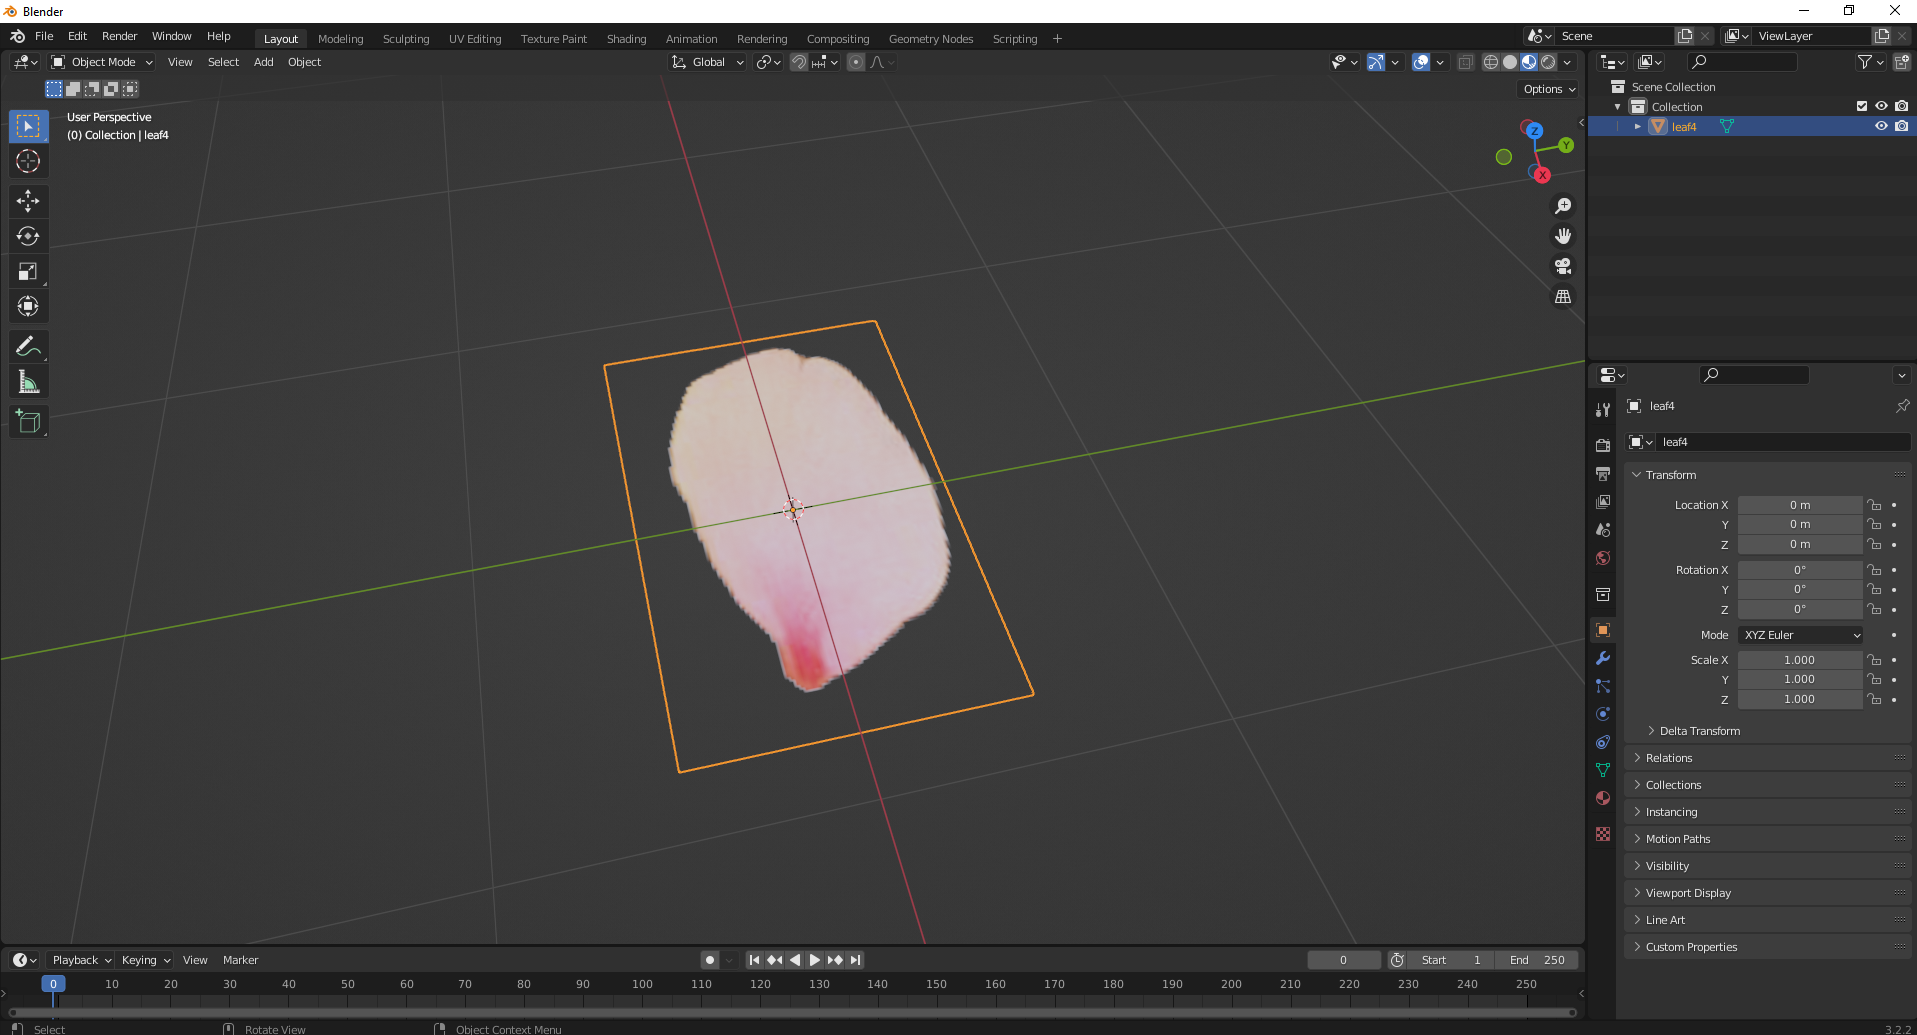 Blender
File Edit Render Window Help Layout Modeling Sculpting UV Editing Texture Paint Shading Animation Rendering Compositing Geometry Nodes Scripting + Scene ViewLayer
Object Mode View Select Add Object Global
Options
User Perspective
(0) Collection | leaf4
Z
Y
X
Scene Collection
Collection
leaf4
leaf4
leaf4
Transform
Location X 0 m
Y 0 m
Z 0 m
Rotation X 0°
Y 0°
Z 0°
Mode XYZ Euler
Scale X 1.000
Y 1.000
Z 1.000
Delta Transform
Relations
Collections
Instancing
Motion Paths
Visibility
Viewport Display
Line Art
Custom Properties
Playback Keying View Marker 0 Start 1 End 250
0 10 20 30 40 50 60 70 80 90 100 110 120 130 140 150 160 170 180 190 200 210 220 230 240 250
Select Rotate View Object Context Menu 3.2.2